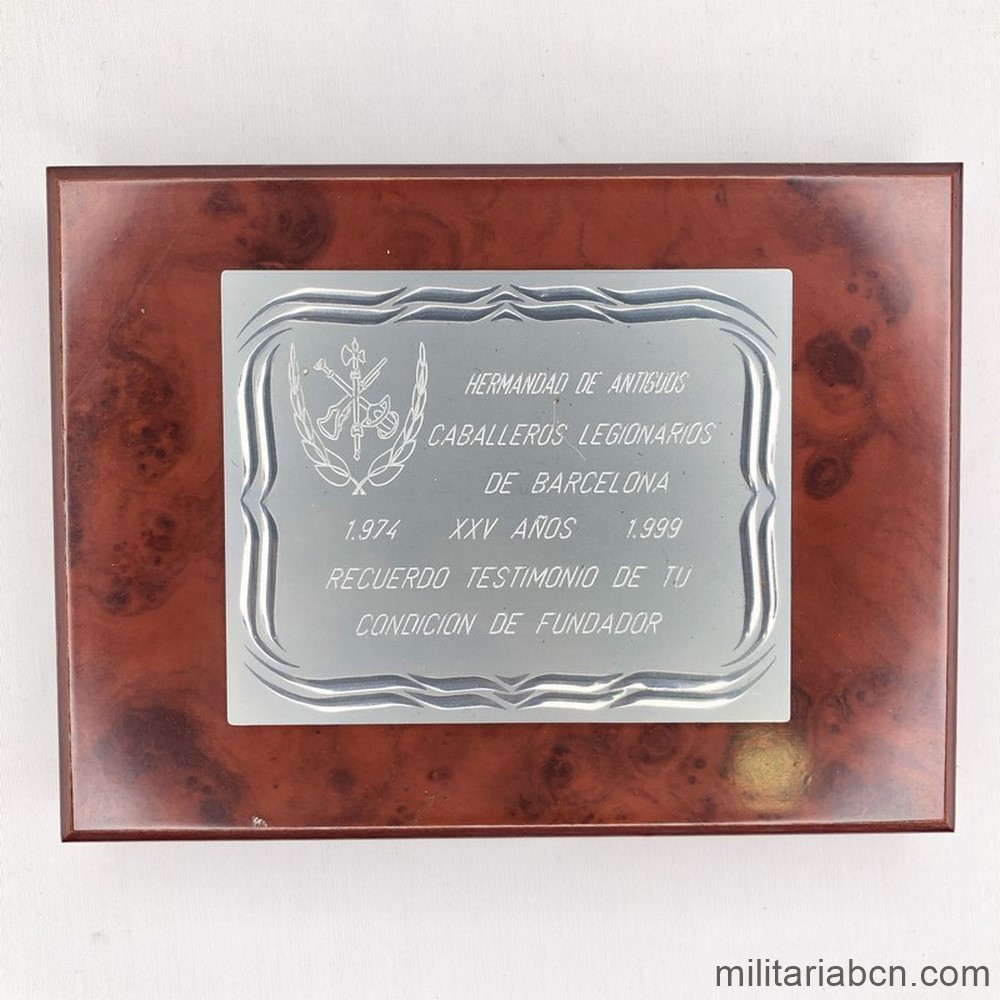 HERMANDAD DE ANTIGUOS
CABALLEROS LEGIONARIOS
DE BARCELONA
1.974 XXV AÑOS 1.999
RECUERDO TESTIMONIO DE TU
CONDICION DE FUNDADOR
militariabcn.com